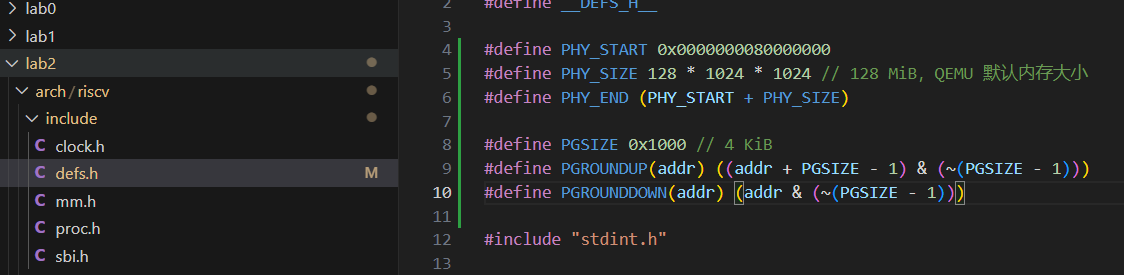 lab0
lab1
lab2
arch/riscv
include
C clock.h
C defs.h M
C mm.h
C proc.h
C sbi.h
2 #define __DEFS_H__
3
4 #define PHY_START 0x0000000080000000
5 #define PHY_SIZE 128 * 1024 * 1024 // 128 MiB, QEMU 默认内存大小
6 #define PHY_END (PHY_START + PHY_SIZE)
7
8 #define PGSIZE 0x1000 // 4 KiB
9 #define PGROUNDUP(addr) ((addr + PGSIZE - 1) & (~(PGSIZE - 1)))
10 #define PGROUNDDOWN(addr) (addr & (~(PGSIZE - 1)))
11
12 #include "stdint.h"
13